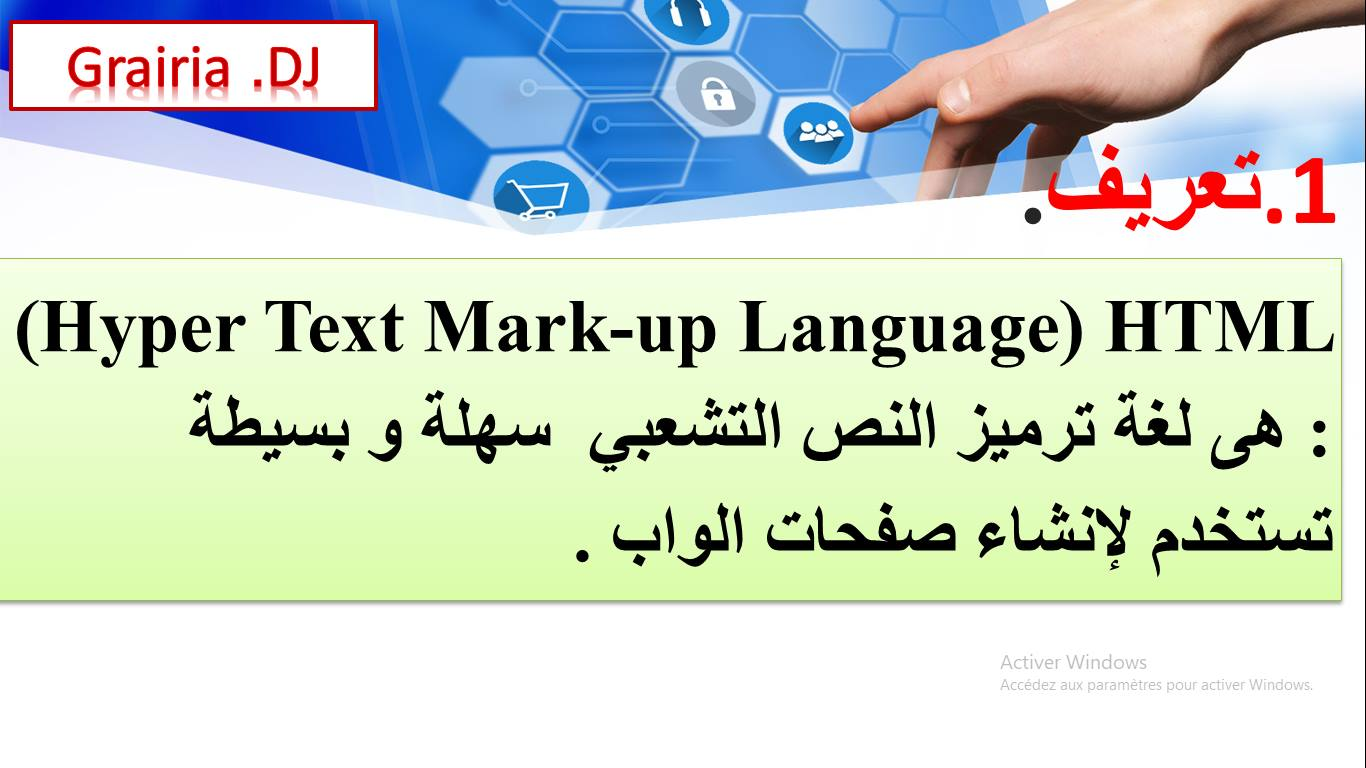 Grairia .DJ
1.تعريف.
(Hyper Text Mark-up Language) HTML
: هى لغة ترميز النص التشعبي سهلة و بسيطة
تستخدم لإنشاء صفحات الواب .
Activer Windows
Accédez aux paramètres pour activer Windows.